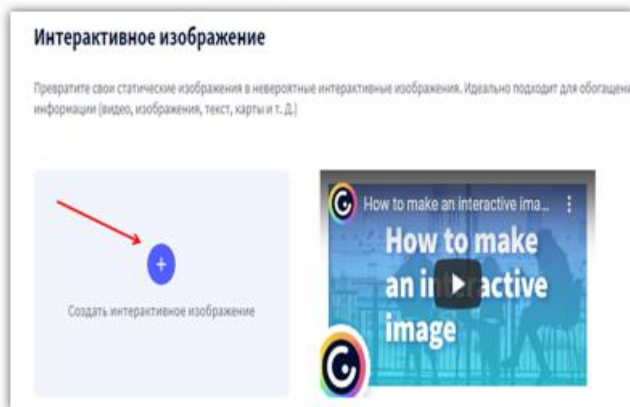 Интерактивное изображение
Превратите свои статические изображения в невероятные интерактивные изображения. Идеально подходит для обогащени
информации (видео, изображения, текст, карты и т. Д.)
+
Создать интерактивное изображение
How to make an interactive ima...
How to make
an interactive
image